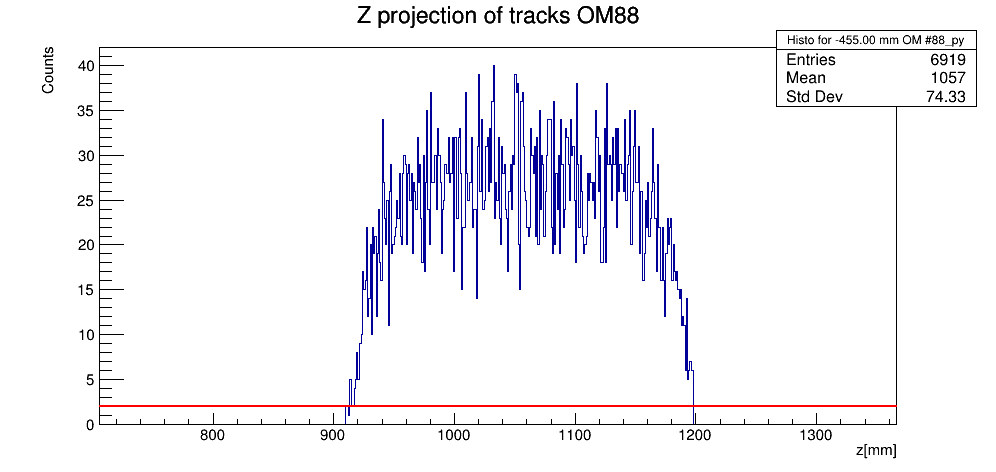 Z projection of tracks OM88
Histo for -455.00 mm OM #88_py
Entries 6919
Mean 1057
Std Dev 74.33
Counts
40
35
30
25
20
15
10
5
0
800 900 1000 1100 1200 1300
z[mm]